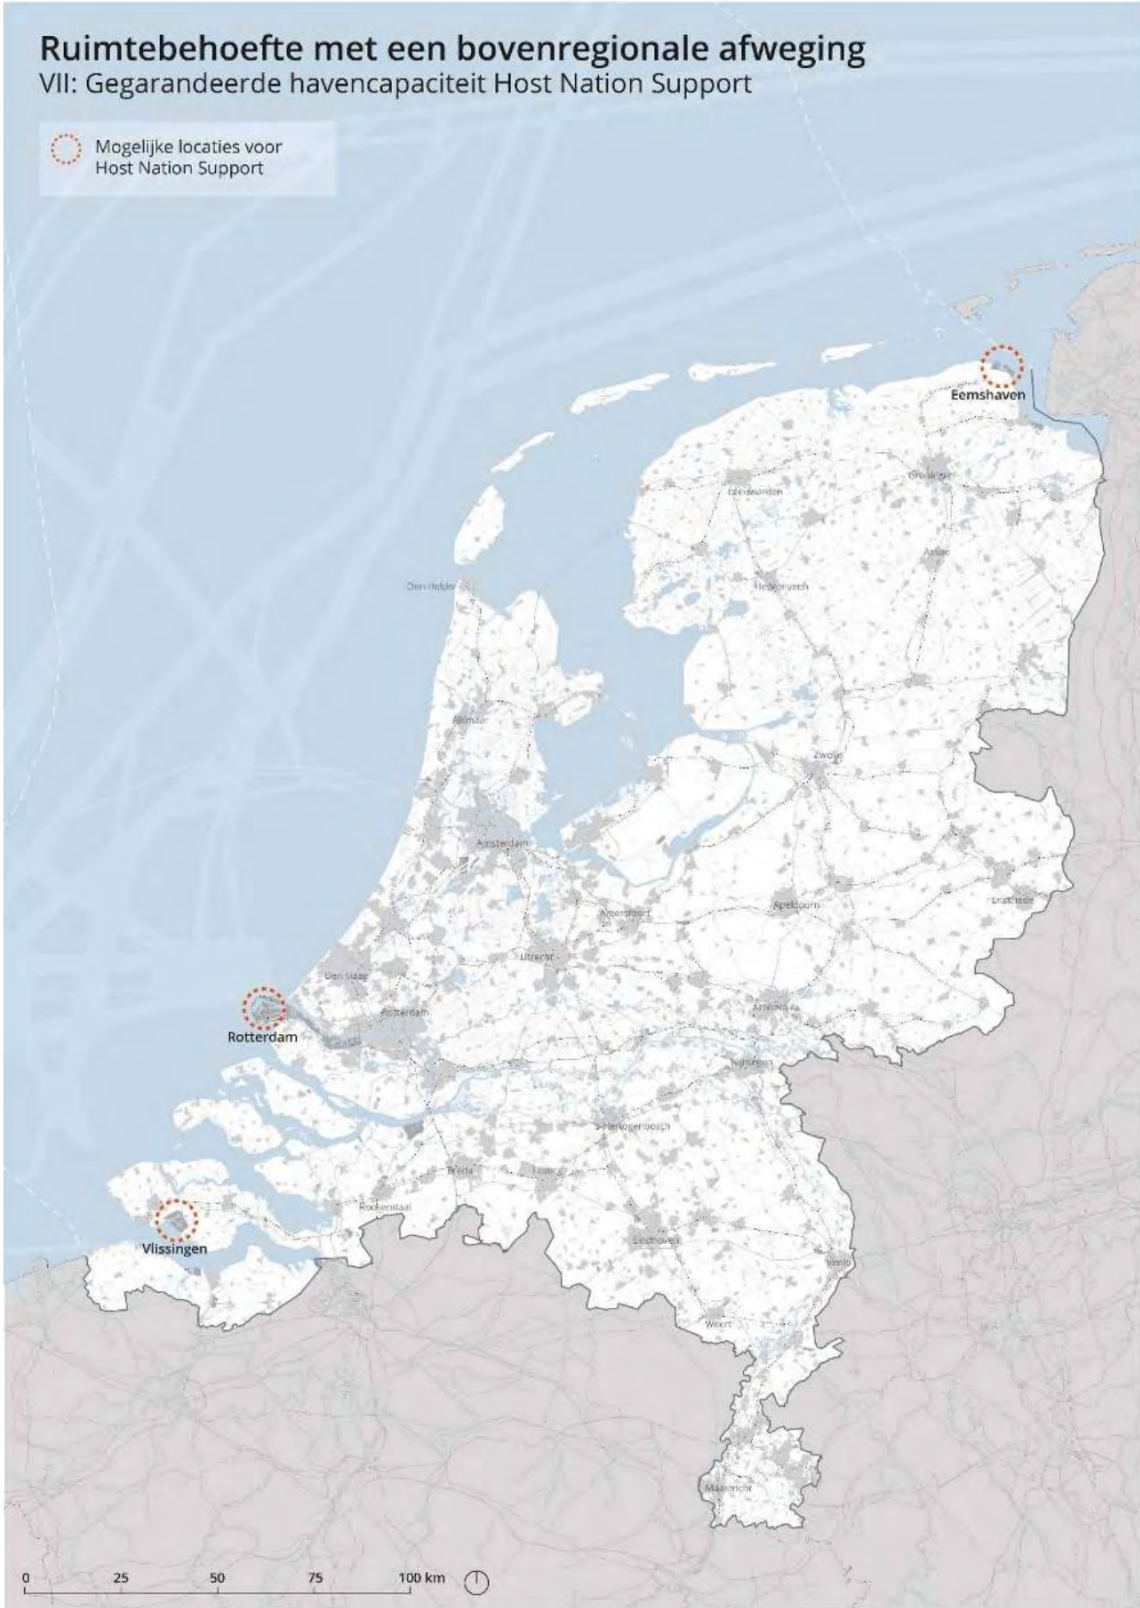 Ruimtebehoefte met een bovenregionale afweging
VII: Gegarandeerde havencapaciteit Host Nation Support
Mogelijke locaties voor
Host Nation Support
Eemshaven
Groningen
Leeuwarden
Assen
Den Helder
Heerenveen
Alkmaar
Zwolle
Amsterdam
Enschede
Apeldoorn
Amersfoort
Utrecht
Den Haag
Rotterdam
Arnhem
Rotterdam
Nijmegen
's-Hertogenbosch
Breda
Tilburg
Roosendaal
Vlissingen
Eindhoven
Venlo
Weert
Maastricht
0 25 50 75 100 km